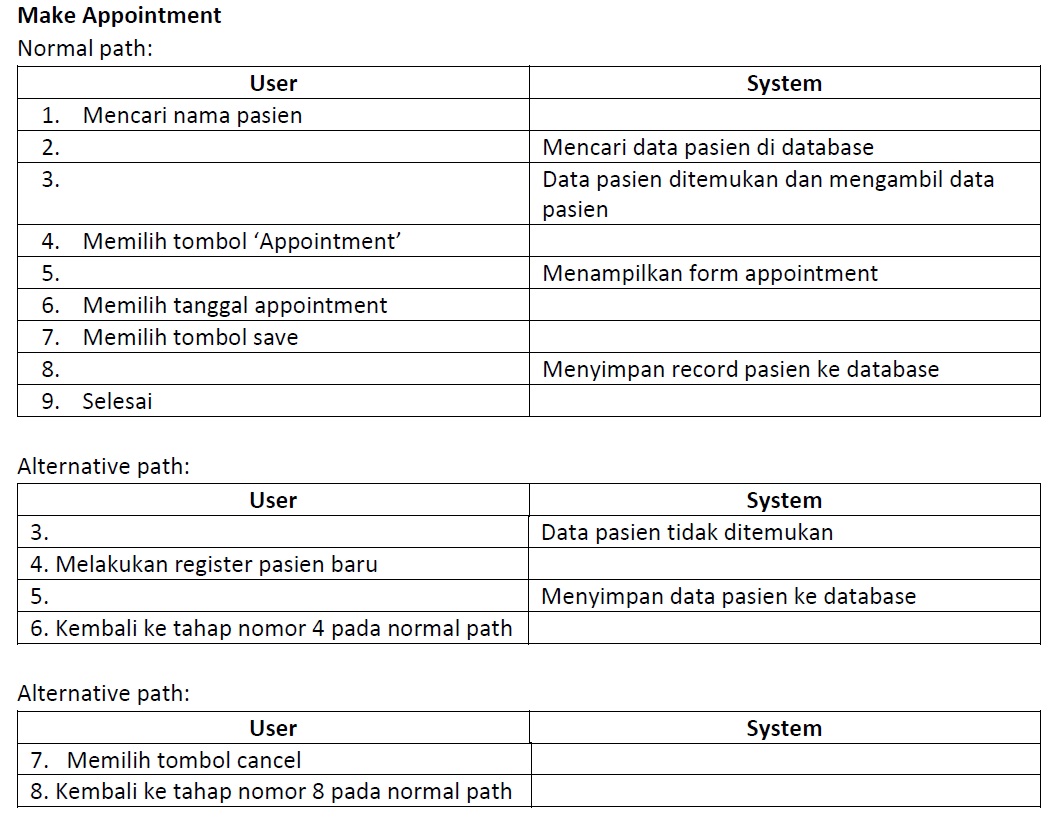 Make Appointment
Normal path:
User System
1. Mencari nama pasien
2. Mencari data pasien di database
3. Data pasien ditemukan dan mengambil data
pasien
4. Memilih tombol ‘Appointment’
5. Menampilkan form appointment
6. Memilih tanggal appointment
7. Memilih tombol save
8. Menyimpan record pasien ke database
9. Selesai
Alternative path:
User System
3. Data pasien tidak ditemukan
4. Melakukan register pasien baru
5. Menyimpan data pasien ke database
6. Kembali ke tahap nomor 4 pada normal path
Alternative path:
User System
7. Memilih tombol cancel
8. Kembali ke tahap nomor 8 pada normal path